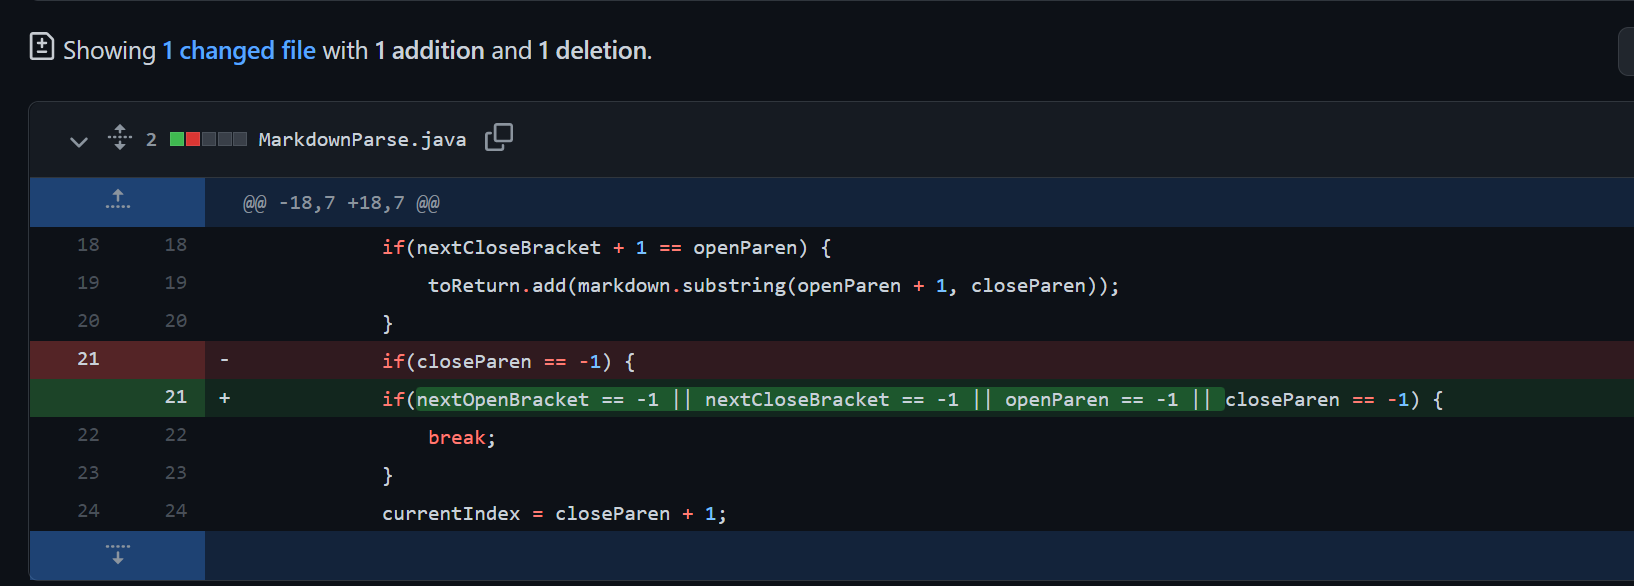 Showing 1 changed file with 1 addition and 1 deletion.
2 MarkdownParse.java
@@ -18,7 +18,7 @@
18 18 if(nextCloseBracket + 1 == openParen) {
19 19 toReturn.add(markdown.substring(openParen + 1, closeParen));
20 20 }
21 - if(closeParen == -1) {
21 + if(nextOpenBracket == -1 || nextCloseBracket == -1 || openParen == -1 || closeParen == -1) {
22 22 break;
23 23 }
24 24 currentIndex = closeParen + 1;